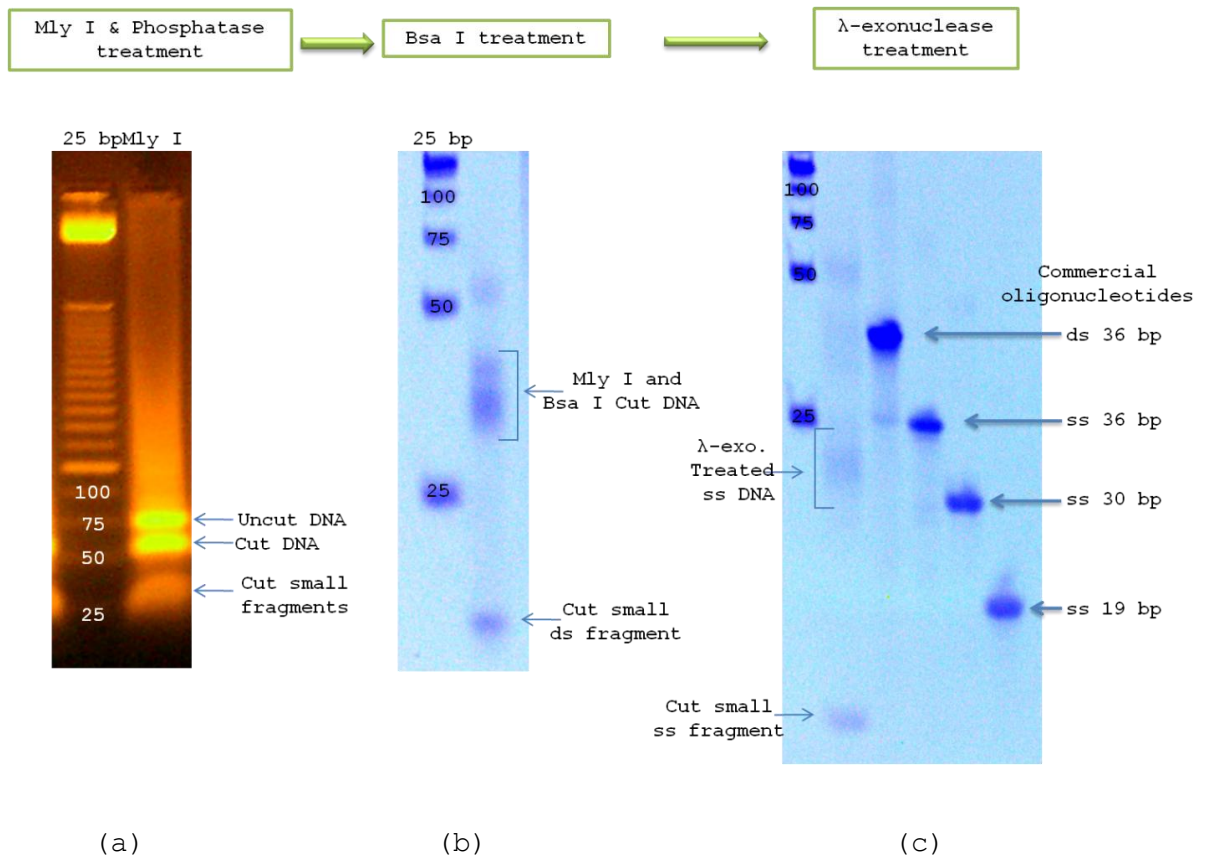 Mly I & Phosphatase
treatment
Bsa I treatment
λ-exonuclease
treatment
25 bp
Mly I
100
75
50
25
Uncut DNA
Cut DNA
Cut small
fragments
25 bp
100
75
50
25
Mly I and
Bsa I Cut DNA
Cut small
ds fragment
100
75
50
25
λ-exo.
Treated
ss DNA
Cut small
ss fragment
Commercial
oligonucleotides
ds 36 bp
ss 36 bp
ss 30 bp
ss 19 bp
(a)
(b)
(c)